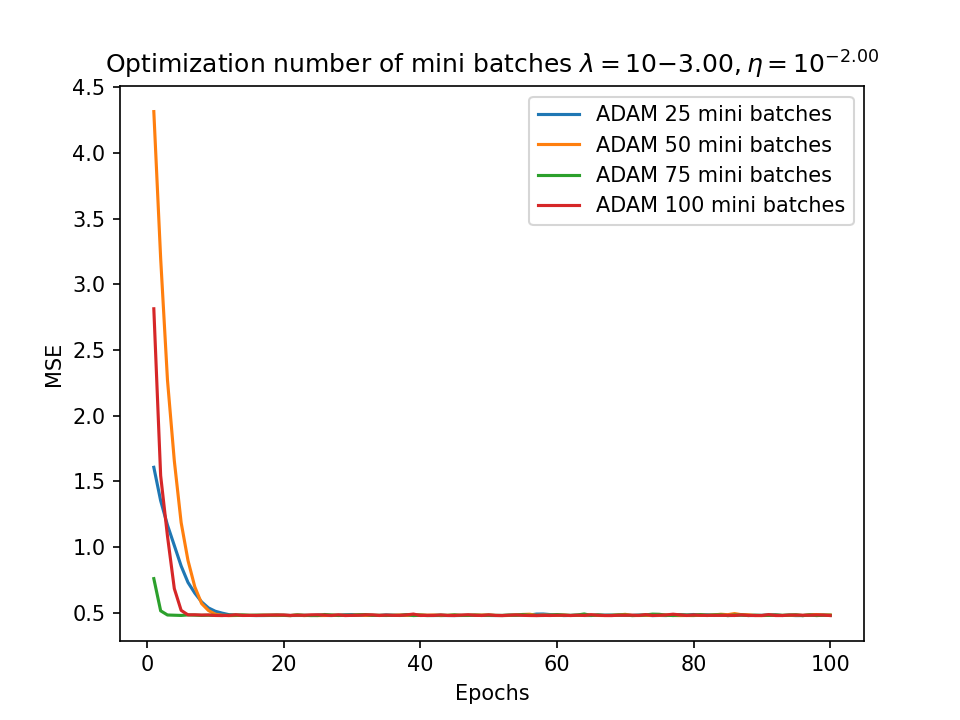 Optimization number of mini batches λ = 10−3.00, η = 10^{−2.00}
ADAM 25 mini batches
ADAM 50 mini batches
ADAM 75 mini batches
ADAM 100 mini batches
MSE
4.5
4.0
3.5
3.0
2.5
2.0
1.5
1.0
0.5
0 20 40 60 80 100
Epochs